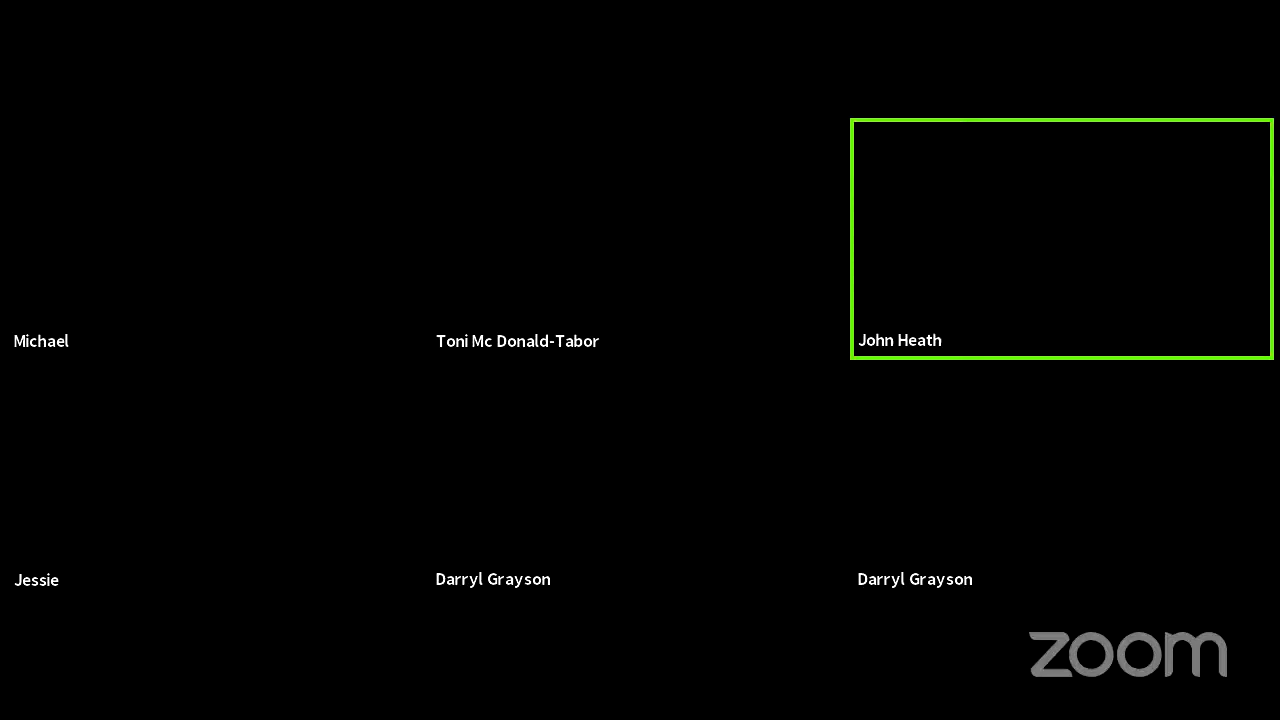 Michael
Toni Mc Donald-Tabor
John Heath
Jessie
Darryl Grayson
Darryl Grayson
zoom